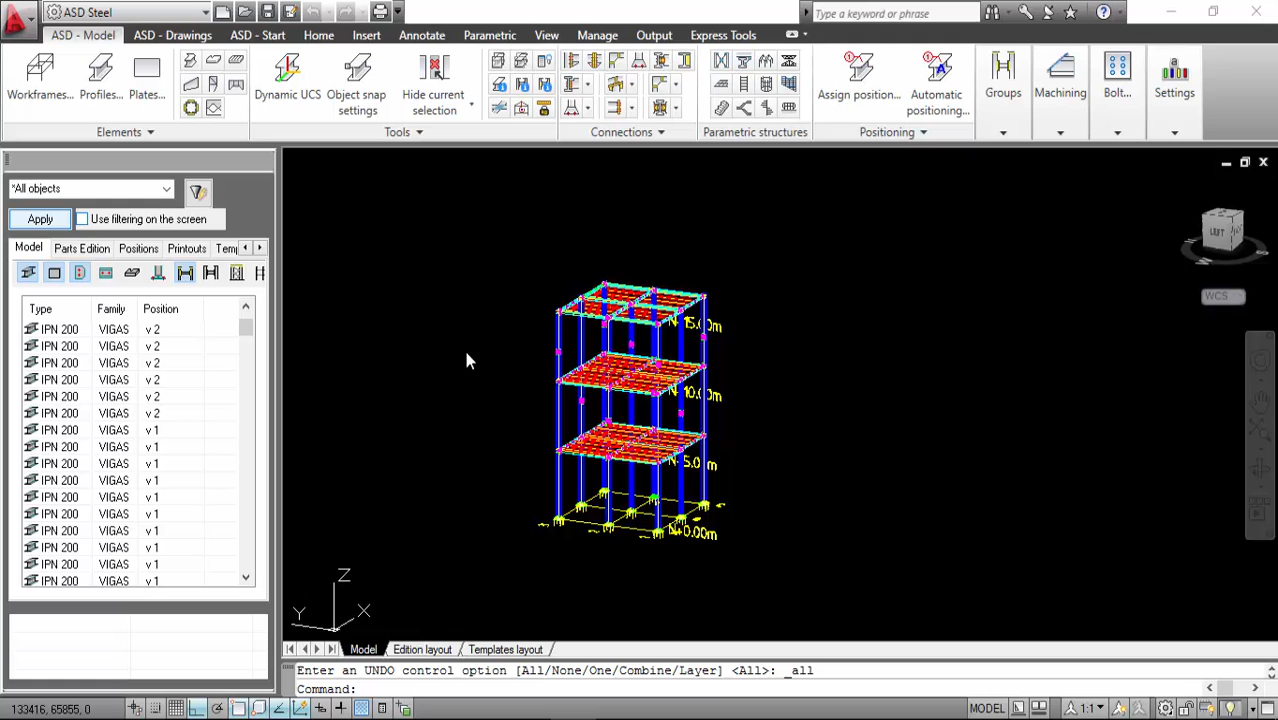 ASD Steel
Type a keyword or phrase
ASD - Model ASD - Drawings ASD - Start Home Insert Annotate Parametric View Manage Output Express Tools
Workframes... Profiles... Plates... Dynamic UCS Object snap settings Hide current selection Assign position... Automatic positioning... Groups Machining Bolt... Settings
Elements Tools Connections Parametric structures Positioning
*All objects
Apply Use filtering on the screen
Model Parts Edition Positions Printouts
Type Family Position
IPN 200 VIGAS v 2
IPN 200 VIGAS v 2
IPN 200 VIGAS v 2
IPN 200 VIGAS v 2
IPN 200 VIGAS v 2
IPN 200 VIGAS v 2
IPN 200 VIGAS v 1
IPN 200 VIGAS v 1
IPN 200 VIGAS v 1
IPN 200 VIGAS v 1
IPN 200 VIGAS v 1
IPN 200 VIGAS v 1
IPN 200 VIGAS v 1
IPN 200 VIGAS v 1
IPN 200 VIGAS v 1
IPN 200 VIGAS v 1
LEFT
WCS
N+0.00m
Z
Y X
Model Edition layout Templates layout
Enter an UNDO control option [All/None/One/Combine/Layer] <All>: _all
Command:
133416, 65855, 0 MODEL 1:1